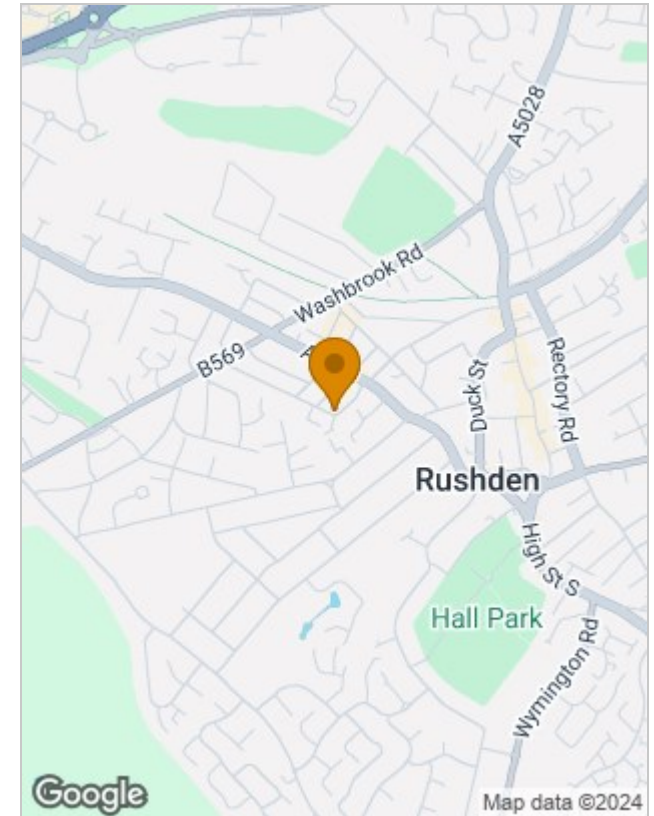 A5028
Washbrook Rd
B569
Duck St
Rectory Rd
Rushden
High St S
Hall Park
Wymington Rd
Google
Map data ©2024